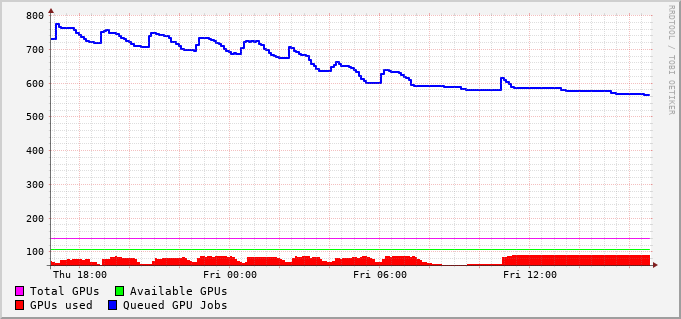 800
700
600
500
400
300
200
100
Thu 18:00 Fri 00:00 Fri 06:00 Fri 12:00
Total GPUs Available GPUs
GPUs used Queued GPU Jobs
RRDTOOL / TOBI OETIKER